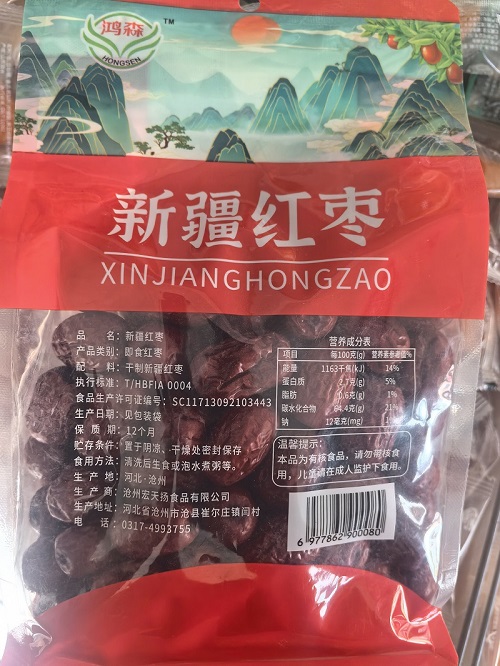 鸿森
TM
HONGSEN
新疆红枣
XINJIANGHONGZAO
品 名：新疆红枣
产品类别：即食红枣
配 料：干制新疆红枣
执行标准：T/HBFIA 0004
食品生产许可证编号：SC11713092103443
生产日期：见包装袋
保 质 期：12个月
贮存条件：置于阴凉、干燥处密封保存
食用方法：清洗后生食或泡水煮粥等。
生 产 地：河北·沧州
生 产 商：沧州宏天扬食品有限公司
生产地址：河北省沧州市沧县崔尔庄镇闫村
电 话：0317-4993755
营养成分表
项目 每100克(g) 营养素参考值%
能量 1163千焦(kJ) 14%
蛋白质 2.7克(g) 5%
脂肪 0.6克(g) 1%
碳水化合物 64.4克(g) 21%
钠 12毫克(mg) 1%
温馨提示：
本品为有核食品，请勿带核食
用，儿童请在成人监护下食用。
6 977862 900080